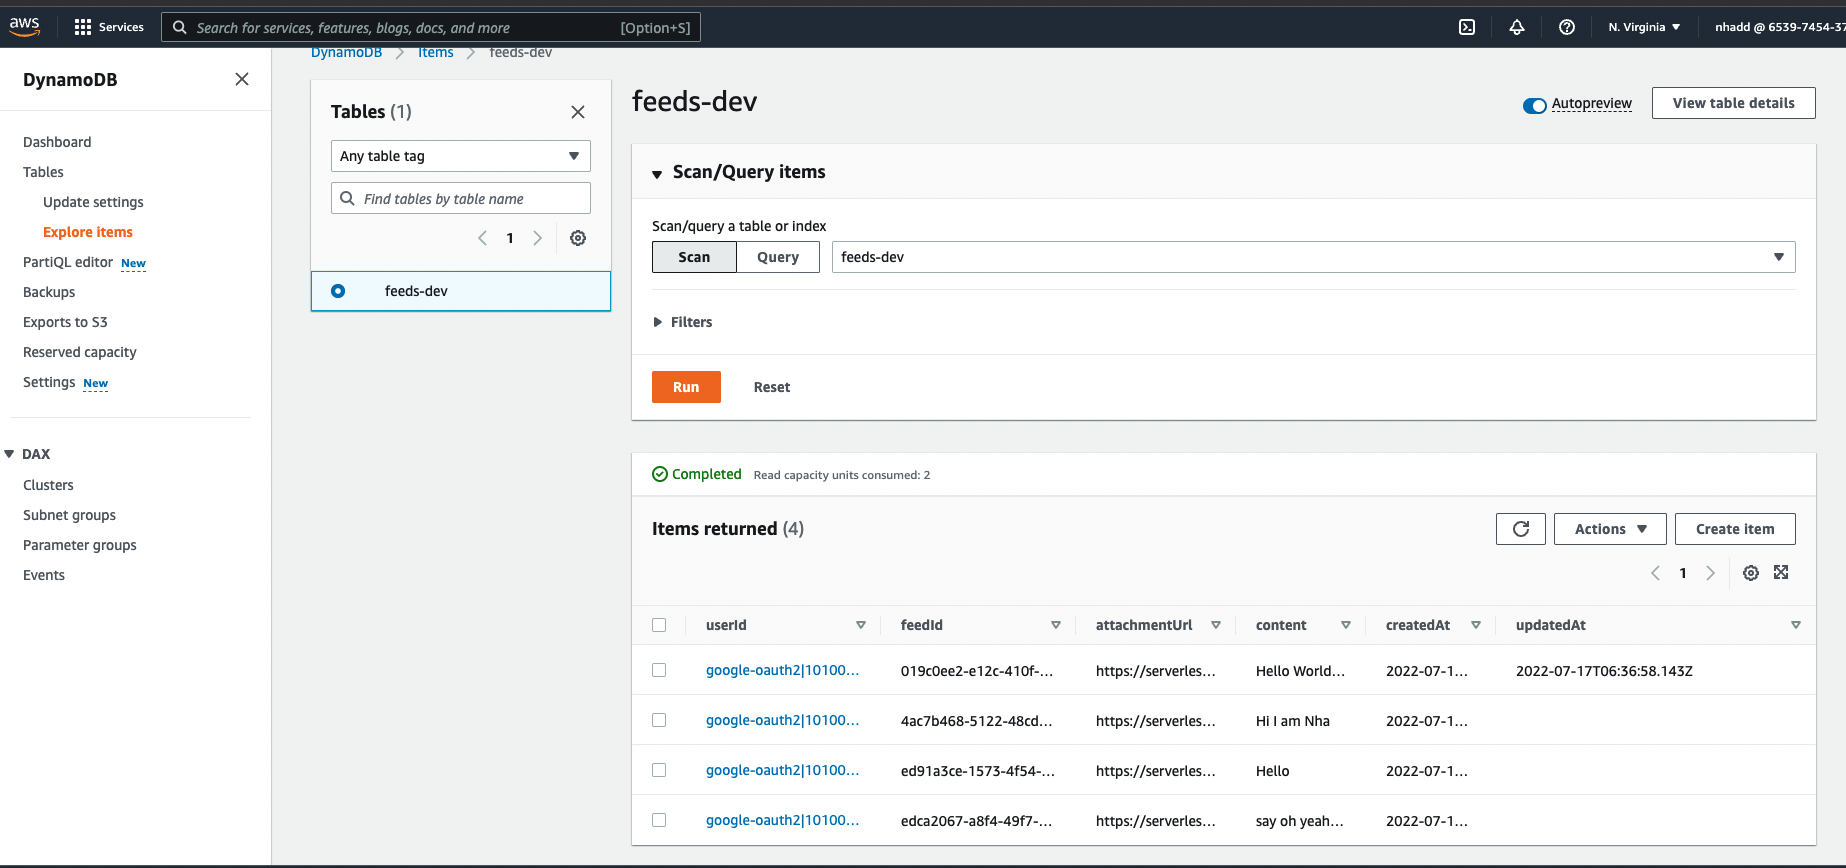 aws
Services
Search for services, features, blogs, docs, and more [Option+S]
N. Virginia
nhadd @ 6539-7454-37
DynamoDB
Dashboard
Tables
Update settings
Explore items
PartiQL editor New
Backups
Exports to S3
Reserved capacity
Settings New
DAX
Clusters
Subnet groups
Parameter groups
Events
DynamoDB Items feeds-dev
Tables (1)
Any table tag
Find tables by table name
1
feeds-dev
feeds-dev
Autopreview
View table details
Scan/Query items
Scan/query a table or index
Scan Query feeds-dev
Filters
Run Reset
Completed Read capacity units consumed: 2
Items returned (4)
Actions Create item
1
userId feedId attachmentUrl content createdAt updatedAt
google-oauth2|10100... 019c0ee2-e12c-410f-... https://serverles... Hello World... 2022-07-1... 2022-07-17T06:36:58.143Z
google-oauth2|10100... 4ac7b468-5122-48cd... https://serverles... Hi I am Nha 2022-07-1...
google-oauth2|10100... ed91a3ce-1573-4f54-... https://serverles... Hello 2022-07-1...
google-oauth2|10100... edca2067-a8f4-49f7-... https://serverles... say oh yeah... 2022-07-1...